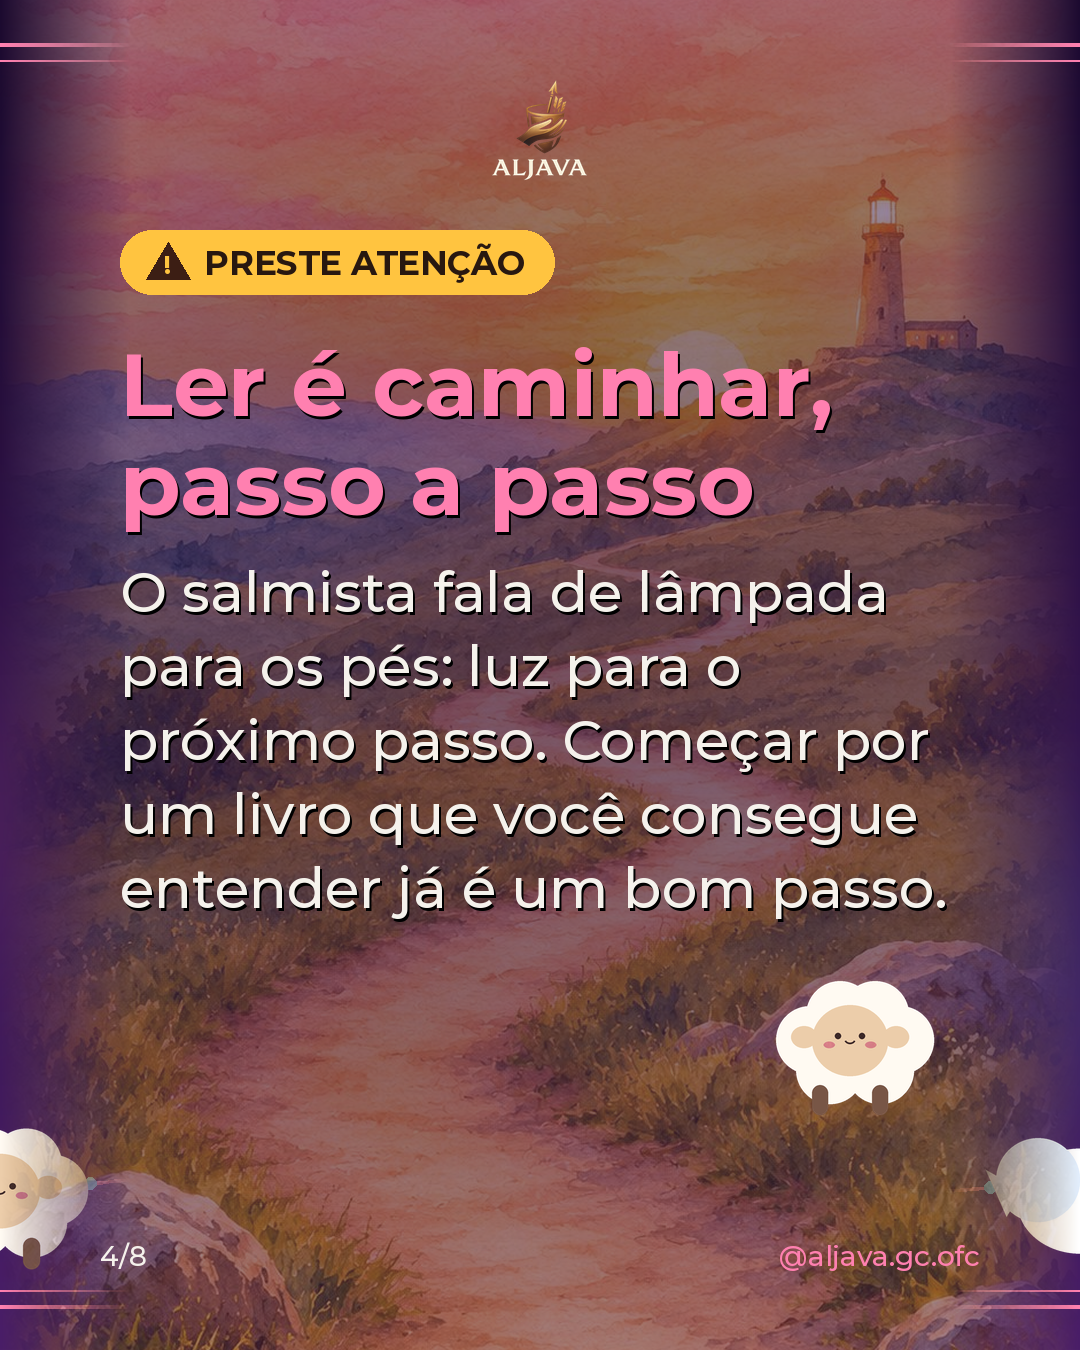 ALJAVA
PRESTE ATENÇÃO
Ler é caminhar,
passo a passo
O salmista fala de lâmpada
para os pés: luz para o
próximo passo. Começar por
um livro que você consegue
entender já é um bom passo.
4/8
@aljava.gc.ofc